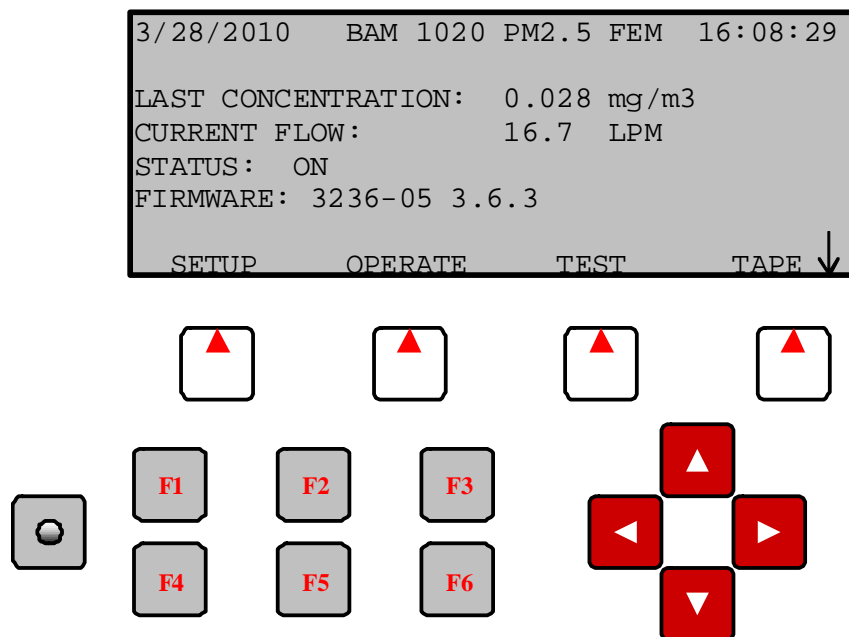 3/28/2010 BAM 1020 PM2.5 FEM 16:08:29
LAST CONCENTRATION: 0.028 mg/m3
CURRENT FLOW: 16.7 LPM
STATUS: ON
FIRMWARE: 3236-05 3.6.3
SETUP OPERATE TEST TAPE
F1 F2 F3
F4 F5 F6